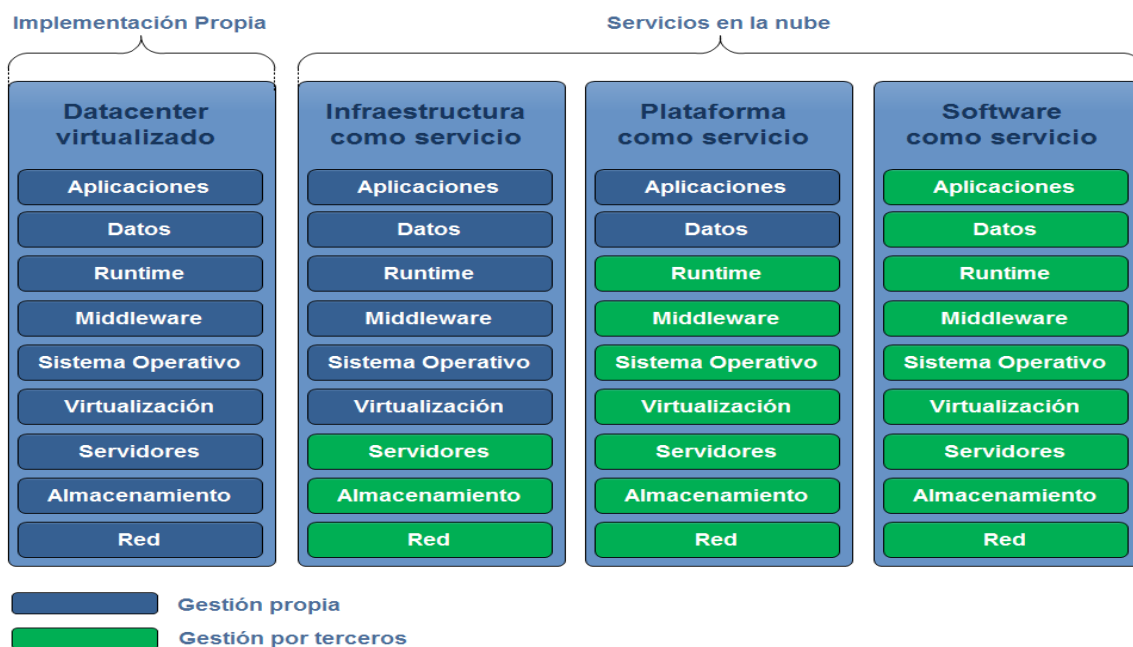 Implementación Propia
Servicios en la nube
Datacenter
virtualizado
Aplicaciones
Datos
Runtime
Middleware
Sistema Operativo
Virtualización
Servidores
Almacenamiento
Red
Infraestructura
como servicio
Aplicaciones
Datos
Runtime
Middleware
Sistema Operativo
Virtualización
Servidores
Almacenamiento
Red
Plataforma
como servicio
Aplicaciones
Datos
Runtime
Middleware
Sistema Operativo
Virtualización
Servidores
Almacenamiento
Red
Software
como servicio
Aplicaciones
Datos
Runtime
Middleware
Sistema Operativo
Virtualización
Servidores
Almacenamiento
Red
Gestión propia
Gestión por terceros